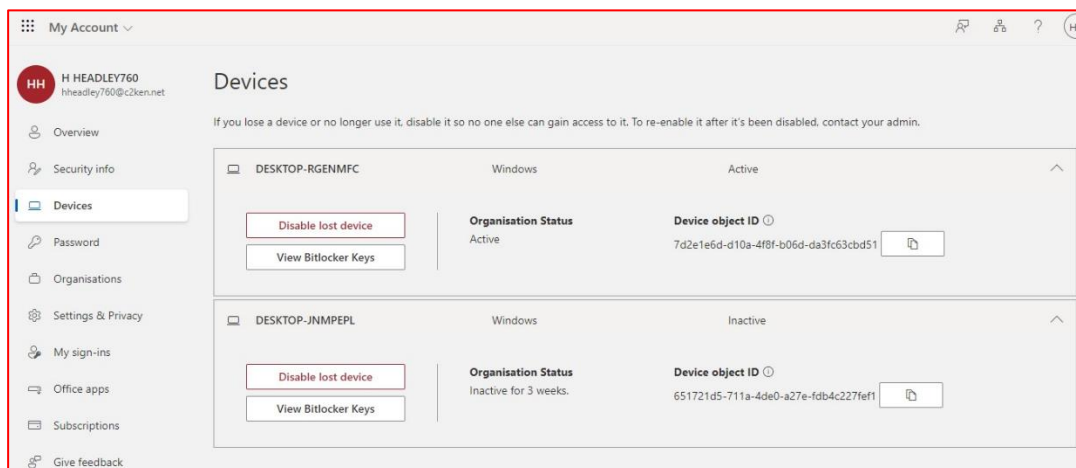 My Account
?
H
HH
H HEADLEY760
hheadley760@c2ken.net
Overview
Security info
Devices
Password
Organisations
Settings & Privacy
My sign-ins
Office apps
Subscriptions
Give feedback
Devices
If you lose a device or no longer use it, disable it so no one else can gain access to it. To re-enable it after it's been disabled, contact your admin.
DESKTOP-RGENMFC Windows Active
Disable lost device
View Bitlocker Keys
Organisation Status
Active
Device object ID
7d2e1e6d-d10a-4f8f-b06d-da3fc63cbd51
DESKTOP-JNMPEPL Windows Inactive
Disable lost device
View Bitlocker Keys
Organisation Status
Inactive for 3 weeks.
Device object ID
651721d5-711a-4de0-a27e-fdb4c227fef1